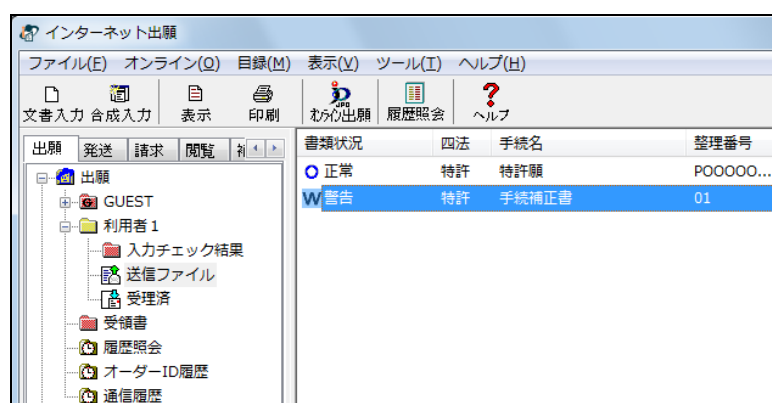 インターネット出願
ファイル(F) オンライン(O) 目録(M) 表示(V) ツール(T) ヘルプ(H)
文書入力 合成入力 表示 印刷 オンライン出願 履歴照会 ヘルプ
出願 発送 請求 閲覧
書類状況 四法 手続名 整理番号
正常 特許 特許願 POOOOO...
W 警告 特許 手続補正書 01
出願
GUEST
利用者1
入力チェック結果
送信ファイル
受理済
受領書
履歴照会
オーダーID履歴
通信履歴